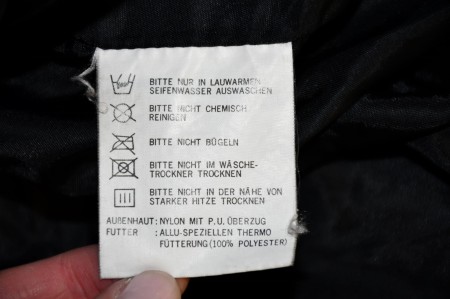 BITTE NUR IN LAUWARMEN
SEIFENWASSER AUSWASCHEN
BITTE NICHT CHEMISCH
REINIGEN
BITTE NICHT BÜGELN
BITTE NICHT IM WÄSCHE-
TROCKNER TROCKNEN
BITTE NICHT IN DER NÄHE VON
STARKER HITZE TROCKNEN
AUßENHAUT: NYLON MIT P.U. ÜBERZUG
FUTTER : ALLU-SPEZIELLEN THERMO
FÜTTERUNG (100% POLYESTER)